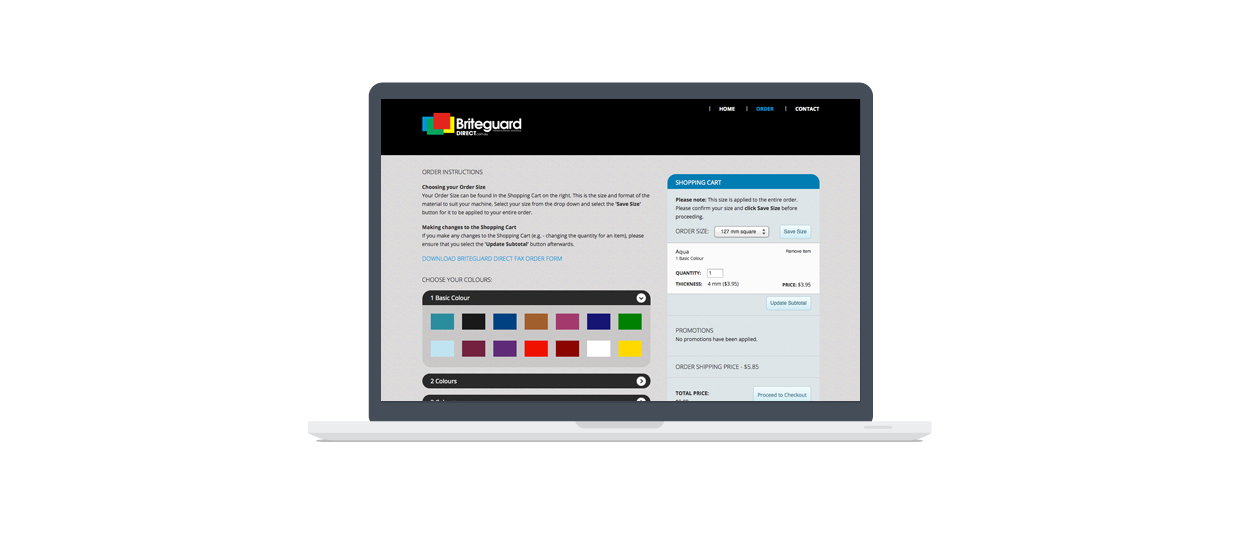 HOME
ORDER
CONTACT
Briteguard
DIRECT.com.au
ORDER INSTRUCTIONS
Choosing your Order Size
Your Order Size can be found in the Shopping Cart on the right. This is the size and format of the
material to suit your machine. Select your size from the drop down and select the 'Save Size'
button for it to be applied to your entire order.
Making changes to the Shopping Cart
If you make any changes to the Shopping Cart (e.g. - changing the quantity for an item), please
ensure that you select the 'Update Subtotal' button afterwards.
DOWNLOAD BRITEGUARD DIRECT FAX ORDER FORM
CHOOSE YOUR COLOURS:
1 Basic Colour
2 Colours
SHOPPING CART
Please note: This size is applied to the entire order.
Please confirm your size and click Save Size before
proceeding.
ORDER SIZE: 127 mm square Save Size
Aqua Remove Item
1 Basic Colour
QUANTITY: 1
THICKNESS: 4 mm ($3.95) PRICE: $3.95
Update Subtotal
PROMOTIONS
No promotions have been applied.
ORDER SHIPPING PRICE - $5.85
TOTAL PRICE: Proceed to Checkout